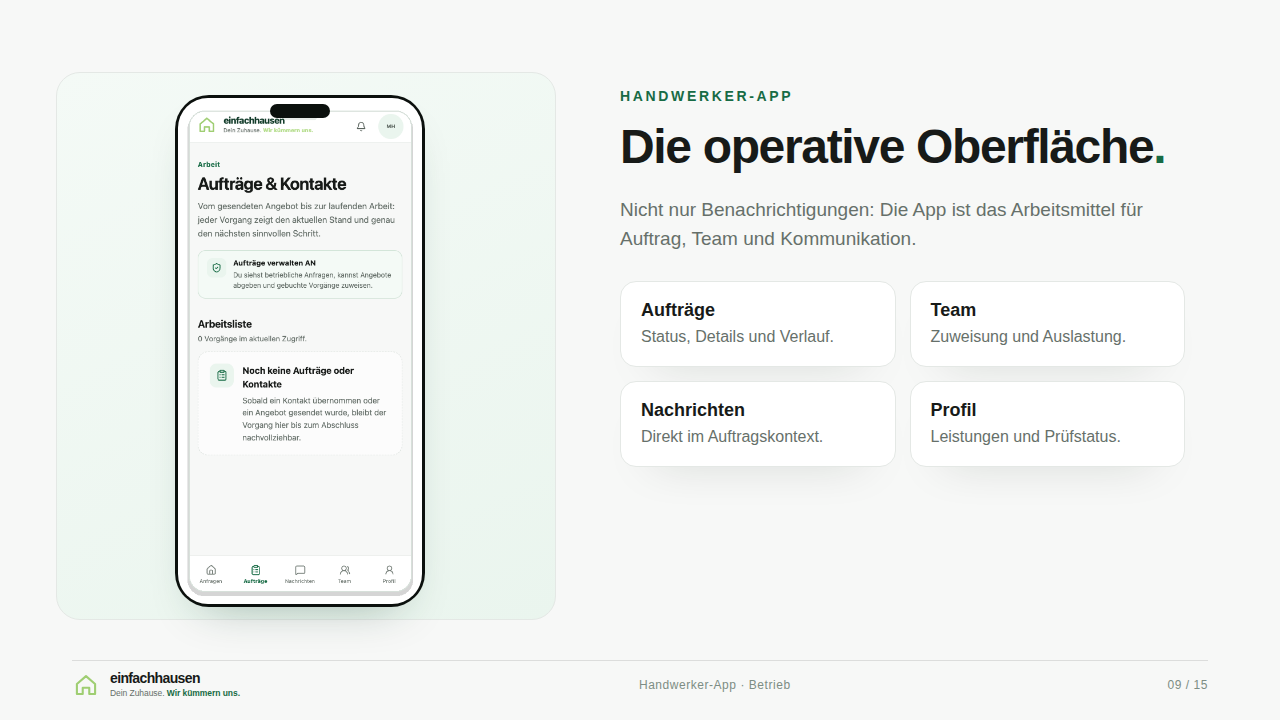 einfachhausen
Dein Zuhause. Wir kümmern uns.
MH
Arbeit
Aufträge & Kontakte
Vom gesendeten Angebot bis zur laufenden Arbeit:
jeder Vorgang zeigt den aktuellen Stand und genau
den nächsten sinnvollen Schritt.
Aufträge verwalten AN
Du siehst betriebliche Anfragen, kannst Angebote
abgeben und gebuchte Vorgänge zuweisen.
Arbeitsliste
0 Vorgänge im aktuellen Zugriff.
Noch keine Aufträge oder
Kontakte
Sobald ein Kontakt übernommen oder
ein Angebot gesendet wurde, bleibt der
Vorgang hier bis zum Abschluss
nachvollziehbar.
Anfragen Aufträge Nachrichten Team Profil
HANDWERKER-APP
Die operative Oberfläche.
Nicht nur Benachrichtigungen: Die App ist das Arbeitsmittel für
Auftrag, Team und Kommunikation.
Aufträge
Status, Details und Verlauf.
Team
Zuweisung und Auslastung.
Nachrichten
Direkt im Auftragskontext.
Profil
Leistungen und Prüfstatus.
einfachhausen
Dein Zuhause. Wir kümmern uns.
Handwerker-App · Betrieb
09 / 15